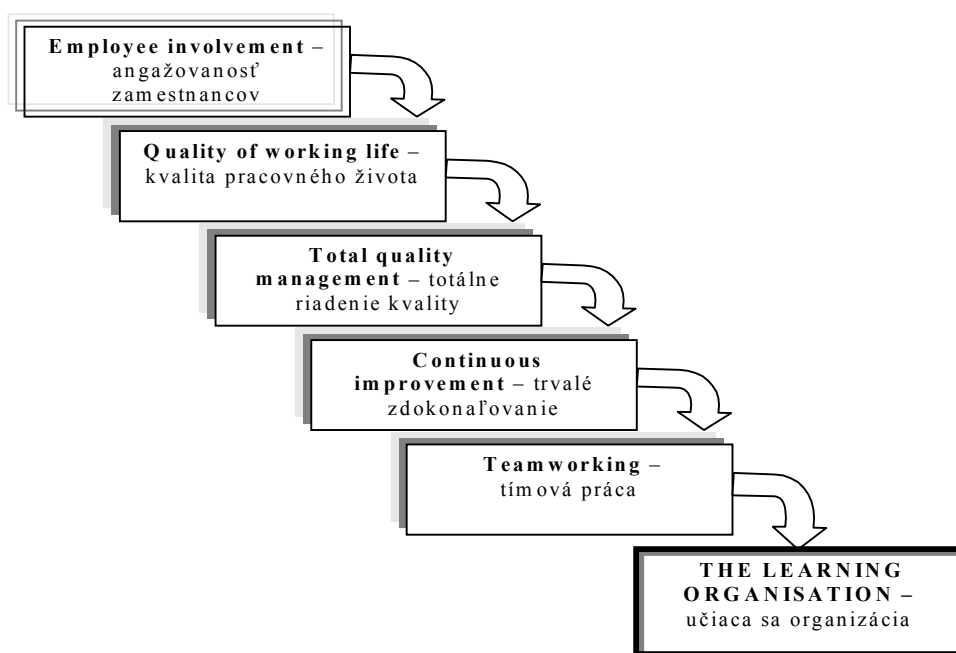 Employee involvement –
angažovanosť
zamestnancov
Quality of working life –
kvalita pracovného života
Total quality
management – totálne
riadenie kvality
Continuous
improvement – trvalé
zdokonaľovanie
Teamworking –
tímová práca
THE LEARNING
ORGANISATION –
učiaca sa organizácia